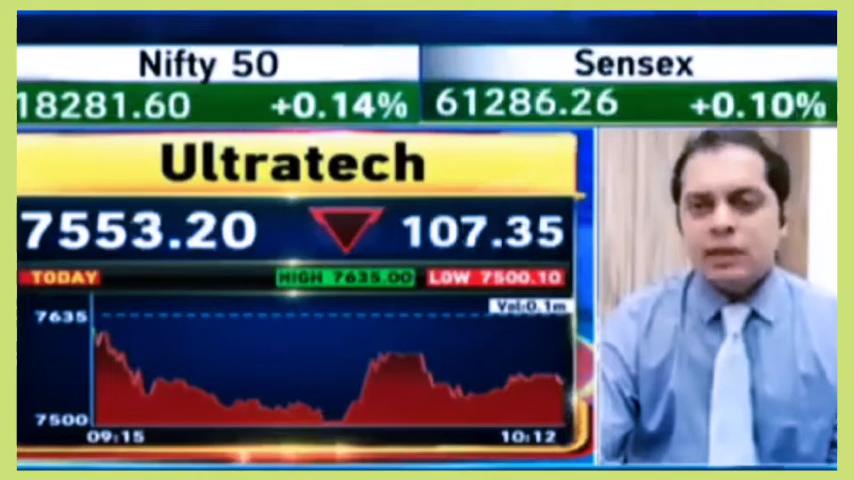 Nifty 50
Sensex
18281.60 +0.14%
61286.26 +0.10%
Ultratech
7553.20 107.35
TODAY HIGH 7635.00 LOW 7500.10
Vol:0.1m
7635
7500
09:15 10:12